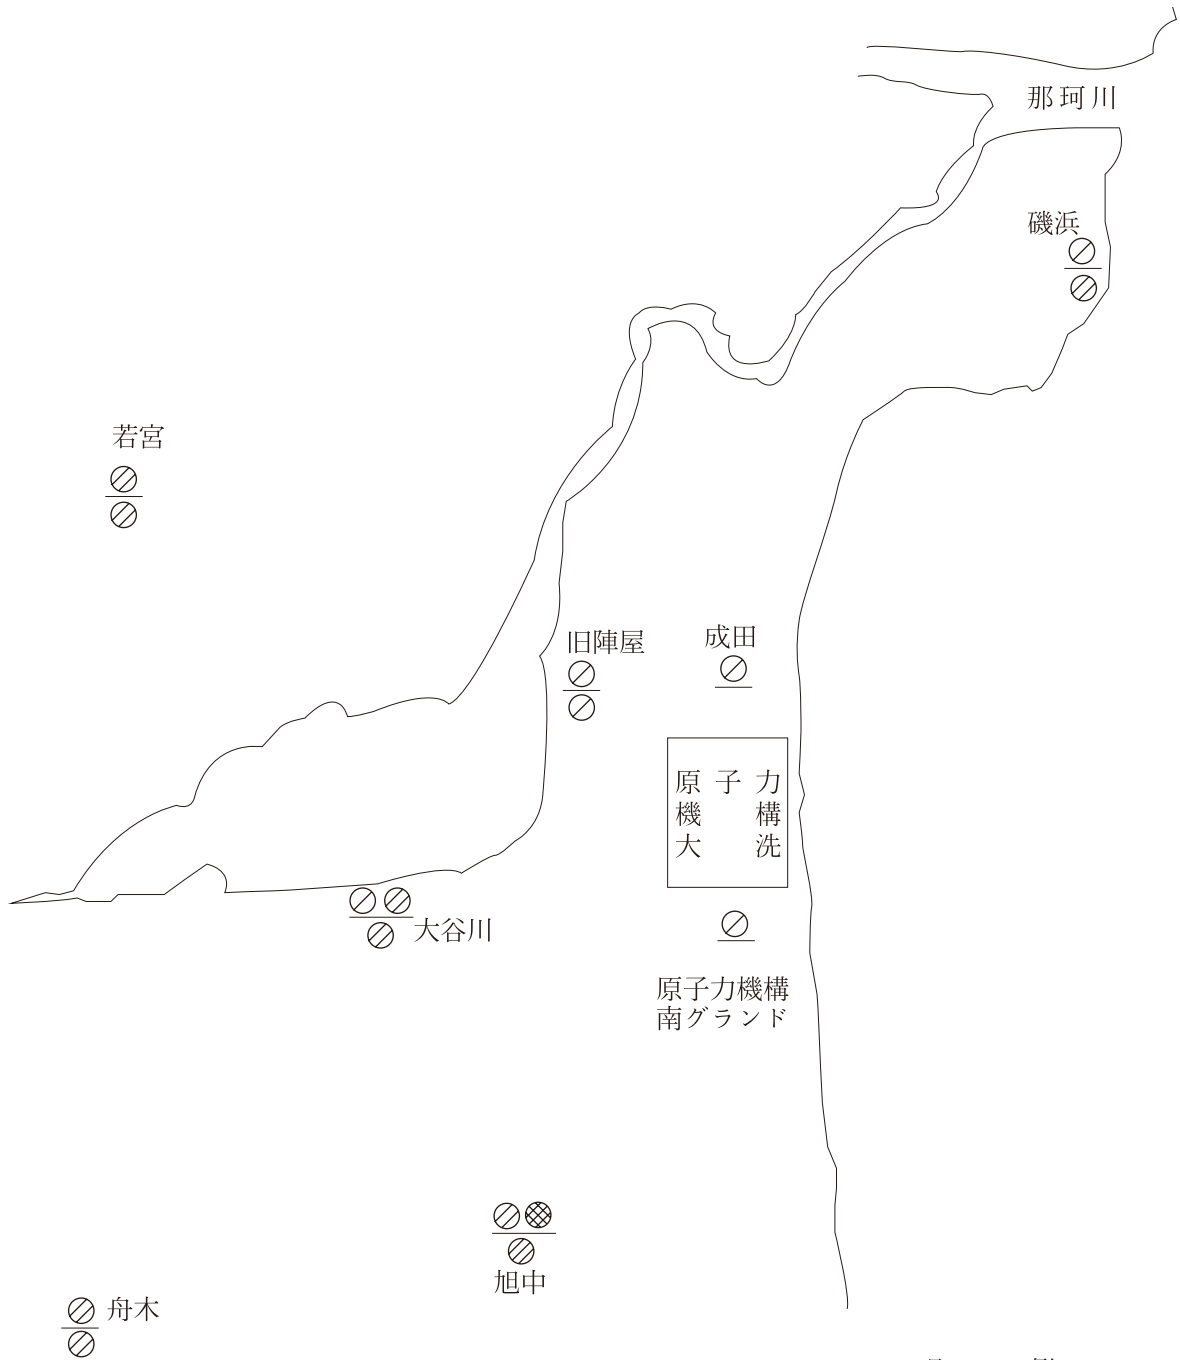 那珂川
磯浜
若宮
旧陣屋
成田
原子力
機構
大洗
大谷川
原子力機構
南グランド
旭中
舟木